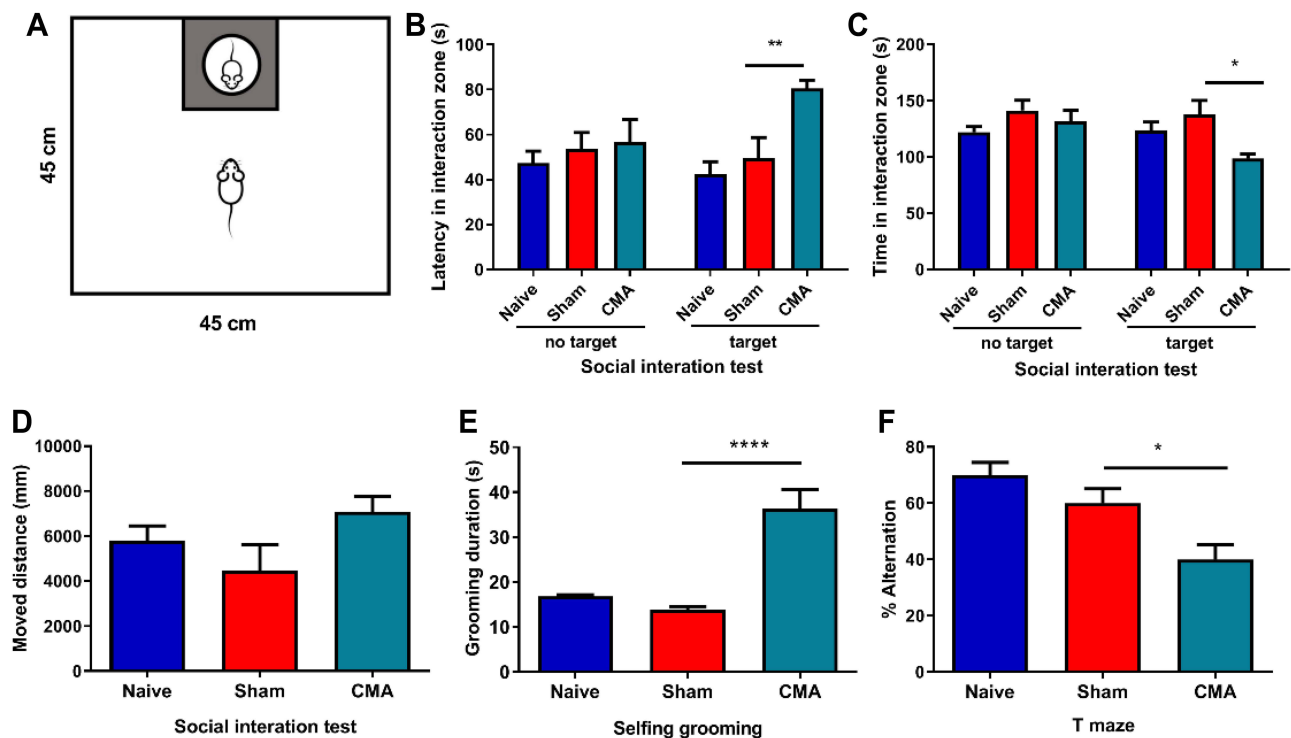 A
45 cm
45 cm
B
Latency in interaction zone (s)
100
80
60
40
20
0
Naive
Sham
CMA
Naive
Sham
CMA
no target
target
Social interation test
**
C
Time in interaction zone (s)
200
150
100
50
0
Naive
Sham
CMA
Naive
Sham
CMA
no target
target
Social interation test
*
D
Moved distance (mm)
10000
8000
6000
4000
2000
0
Naive
Sham
CMA
Social interation test
E
Grooming duration (s)
50
40
30
20
10
0
Naive
Sham
CMA
Selfing grooming
****
F
% Alternation
80
60
40
20
0
Naive
Sham
CMA
T maze
*